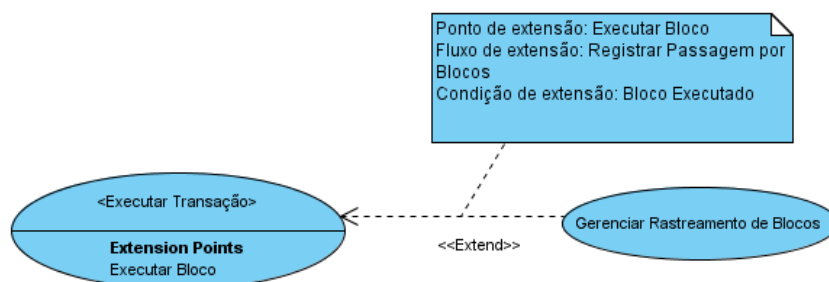 Ponto de extensão: Executar Bloco
Fluxo de extensão: Registrar Passagem por
Blocos
Condição de extensão: Bloco Executado
<Executar Transação>
Extension Points
Executar Bloco
<<Extend>>
Gerenciar Rastreamento de Blocos